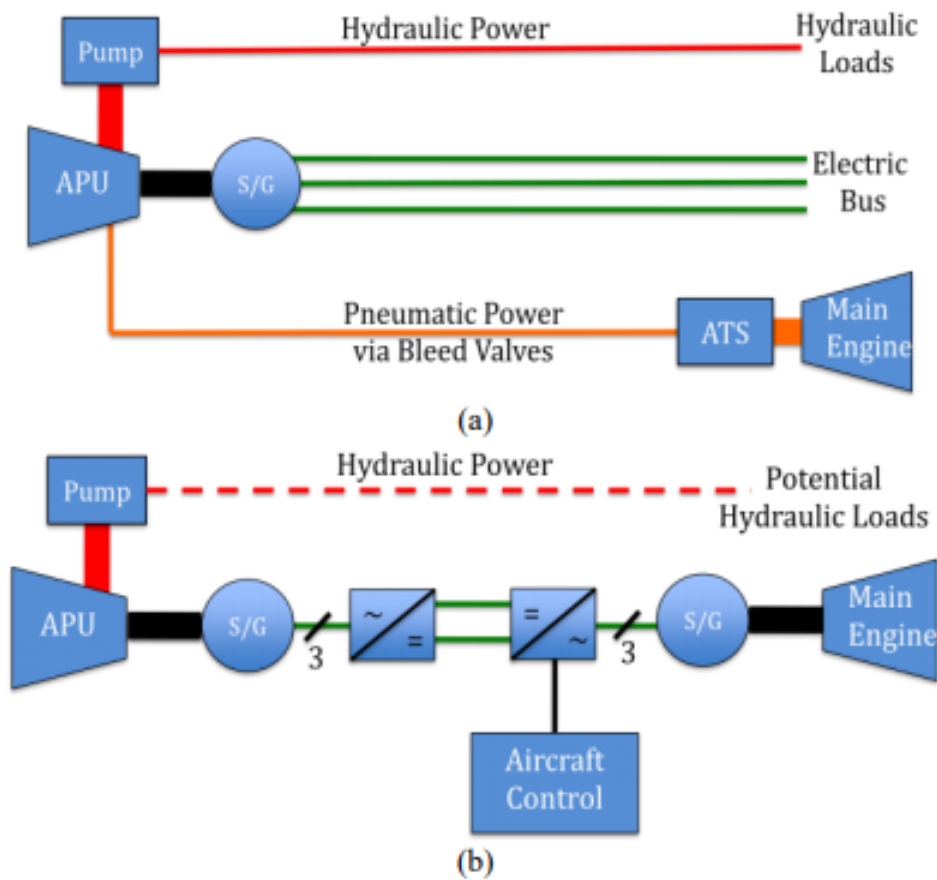 Pump
Hydraulic Power
Hydraulic
Loads
APU
S/G
Electric
Bus
Pneumatic Power
via Bleed Valves
ATS
Main
Engine
(a)
Pump
Hydraulic Power
Potential
Hydraulic Loads
APU
S/G
3
~
=
=
~
3
S/G
Main
Engine
Aircraft
Control
(b)